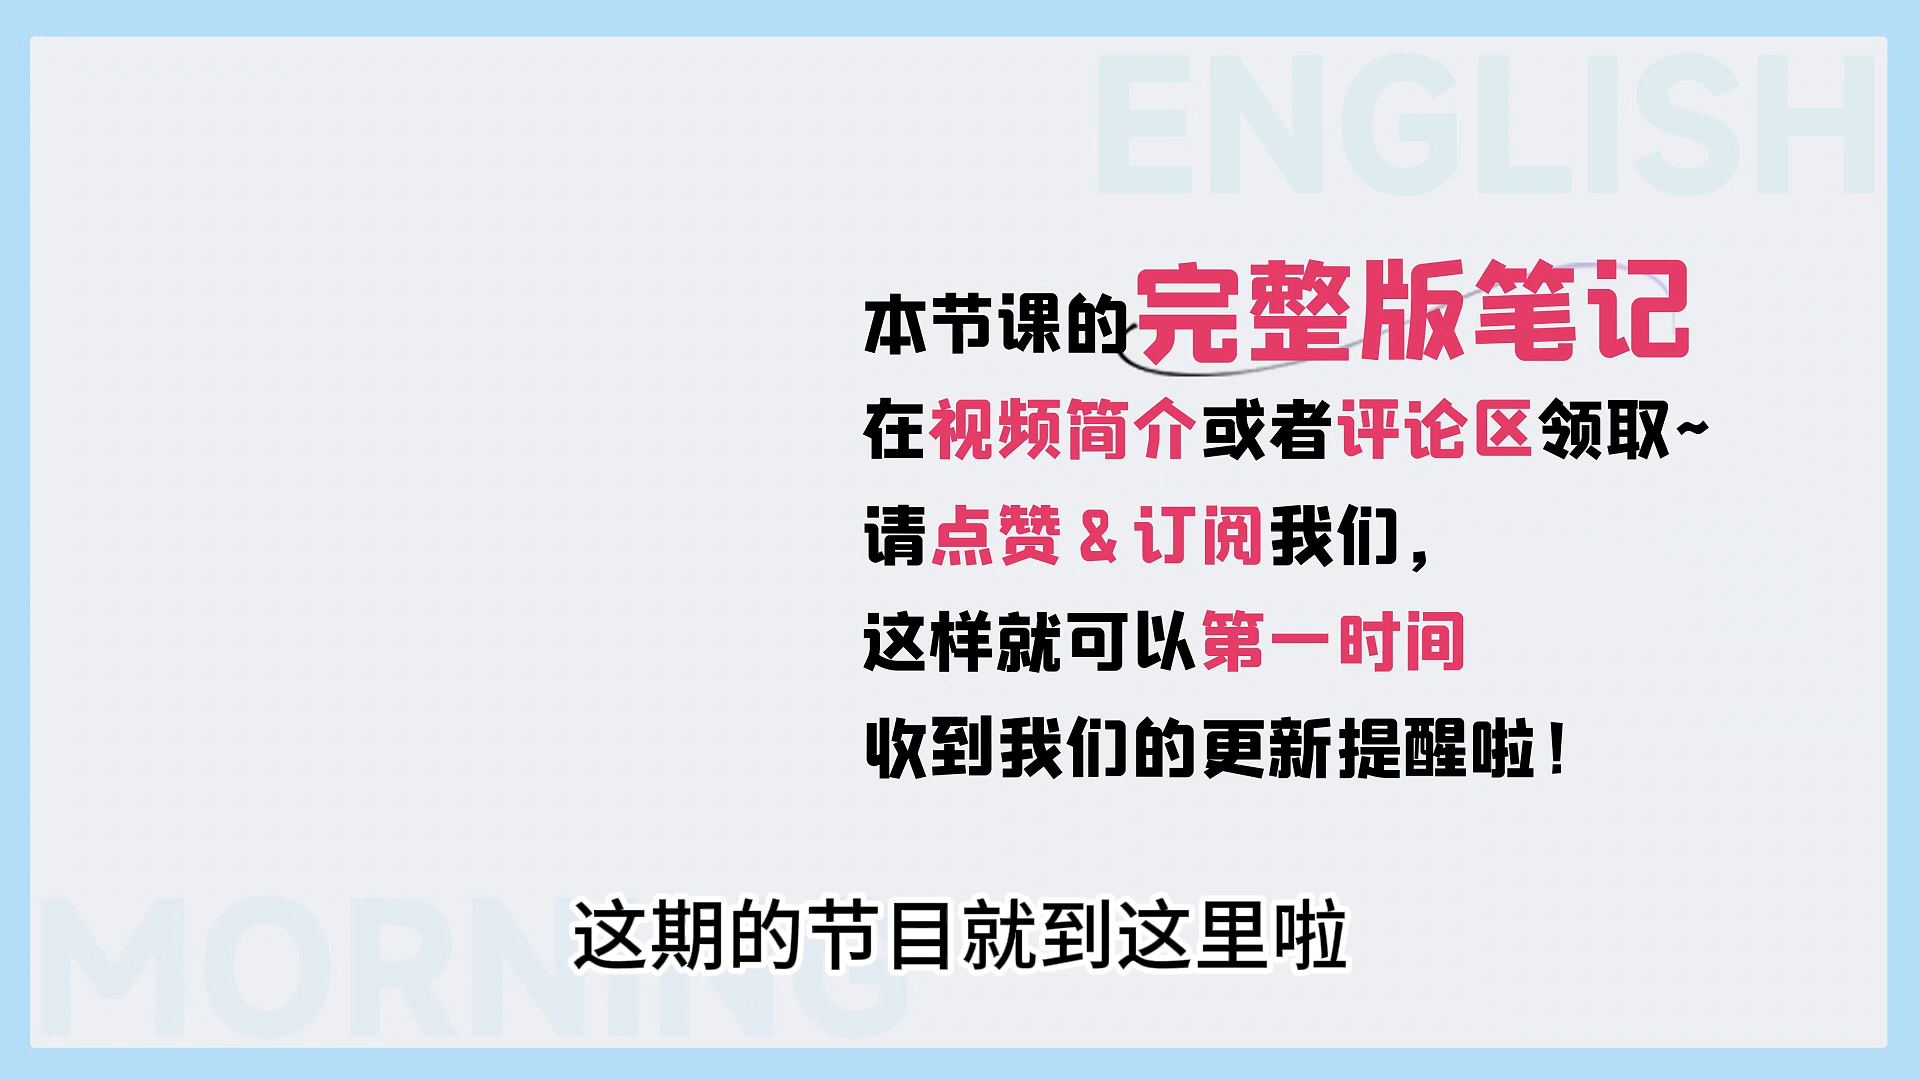 ENGLISH
本节课的完整版笔记
在视频简介或者评论区领取~
请点赞&订阅我们，
这样就可以第一时间
收到我们的更新提醒啦！
这期的节目就到这里啦
MORNING